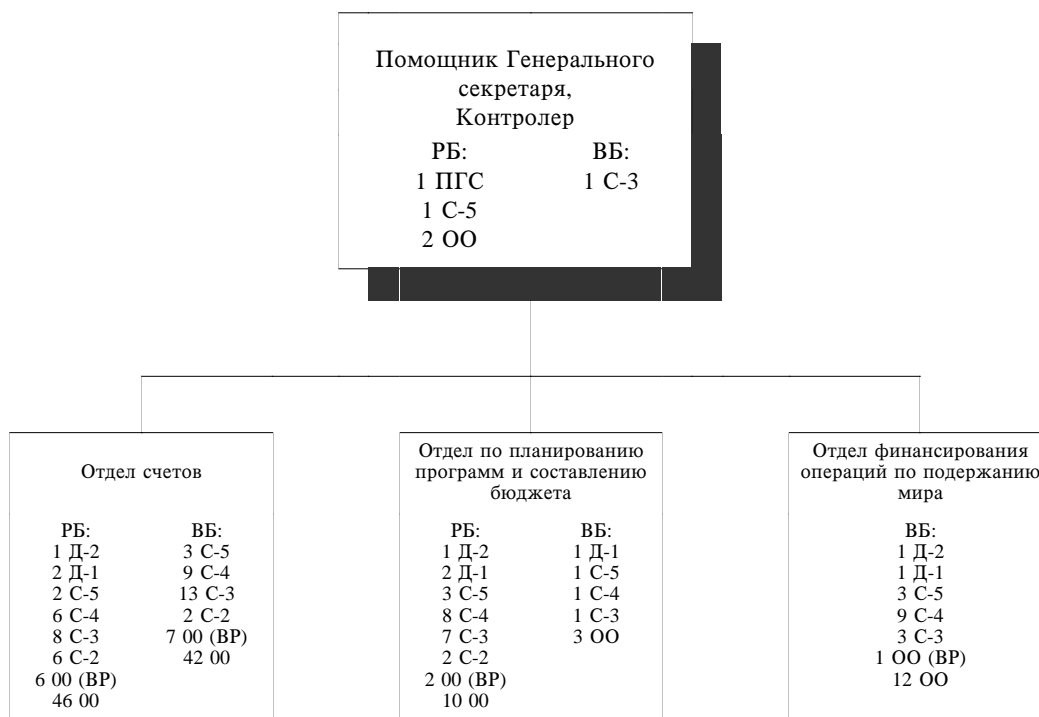 Помощник Генерального
секретаря,
Контролер
РБ: ВБ:
1 ПГС 1 С-3
1 С-5
2 ОО
Отдел счетов
РБ: ВБ:
1 Д-2 3 С-5
2 Д-1 9 С-4
2 С-5 13 С-3
6 С-4 2 С-2
8 С-3 7 00 (ВР)
6 С-2 42 00
6 00 (ВР)
46 00
Отдел по планированию
программ и составлению
бюджета
РБ: ВБ:
1 Д-2 1 Д-1
2 Д-1 1 С-5
3 С-5 1 С-4
8 С-4 1 С-3
7 С-3 3 ОО
2 С-2
2 00 (ВР)
10 00
Отдел финансирования
операций по подержанию
мира
ВБ:
1 Д-2
1 Д-1
3 С-5
9 С-4
3 С-3
1 ОО (ВР)
12 ОО